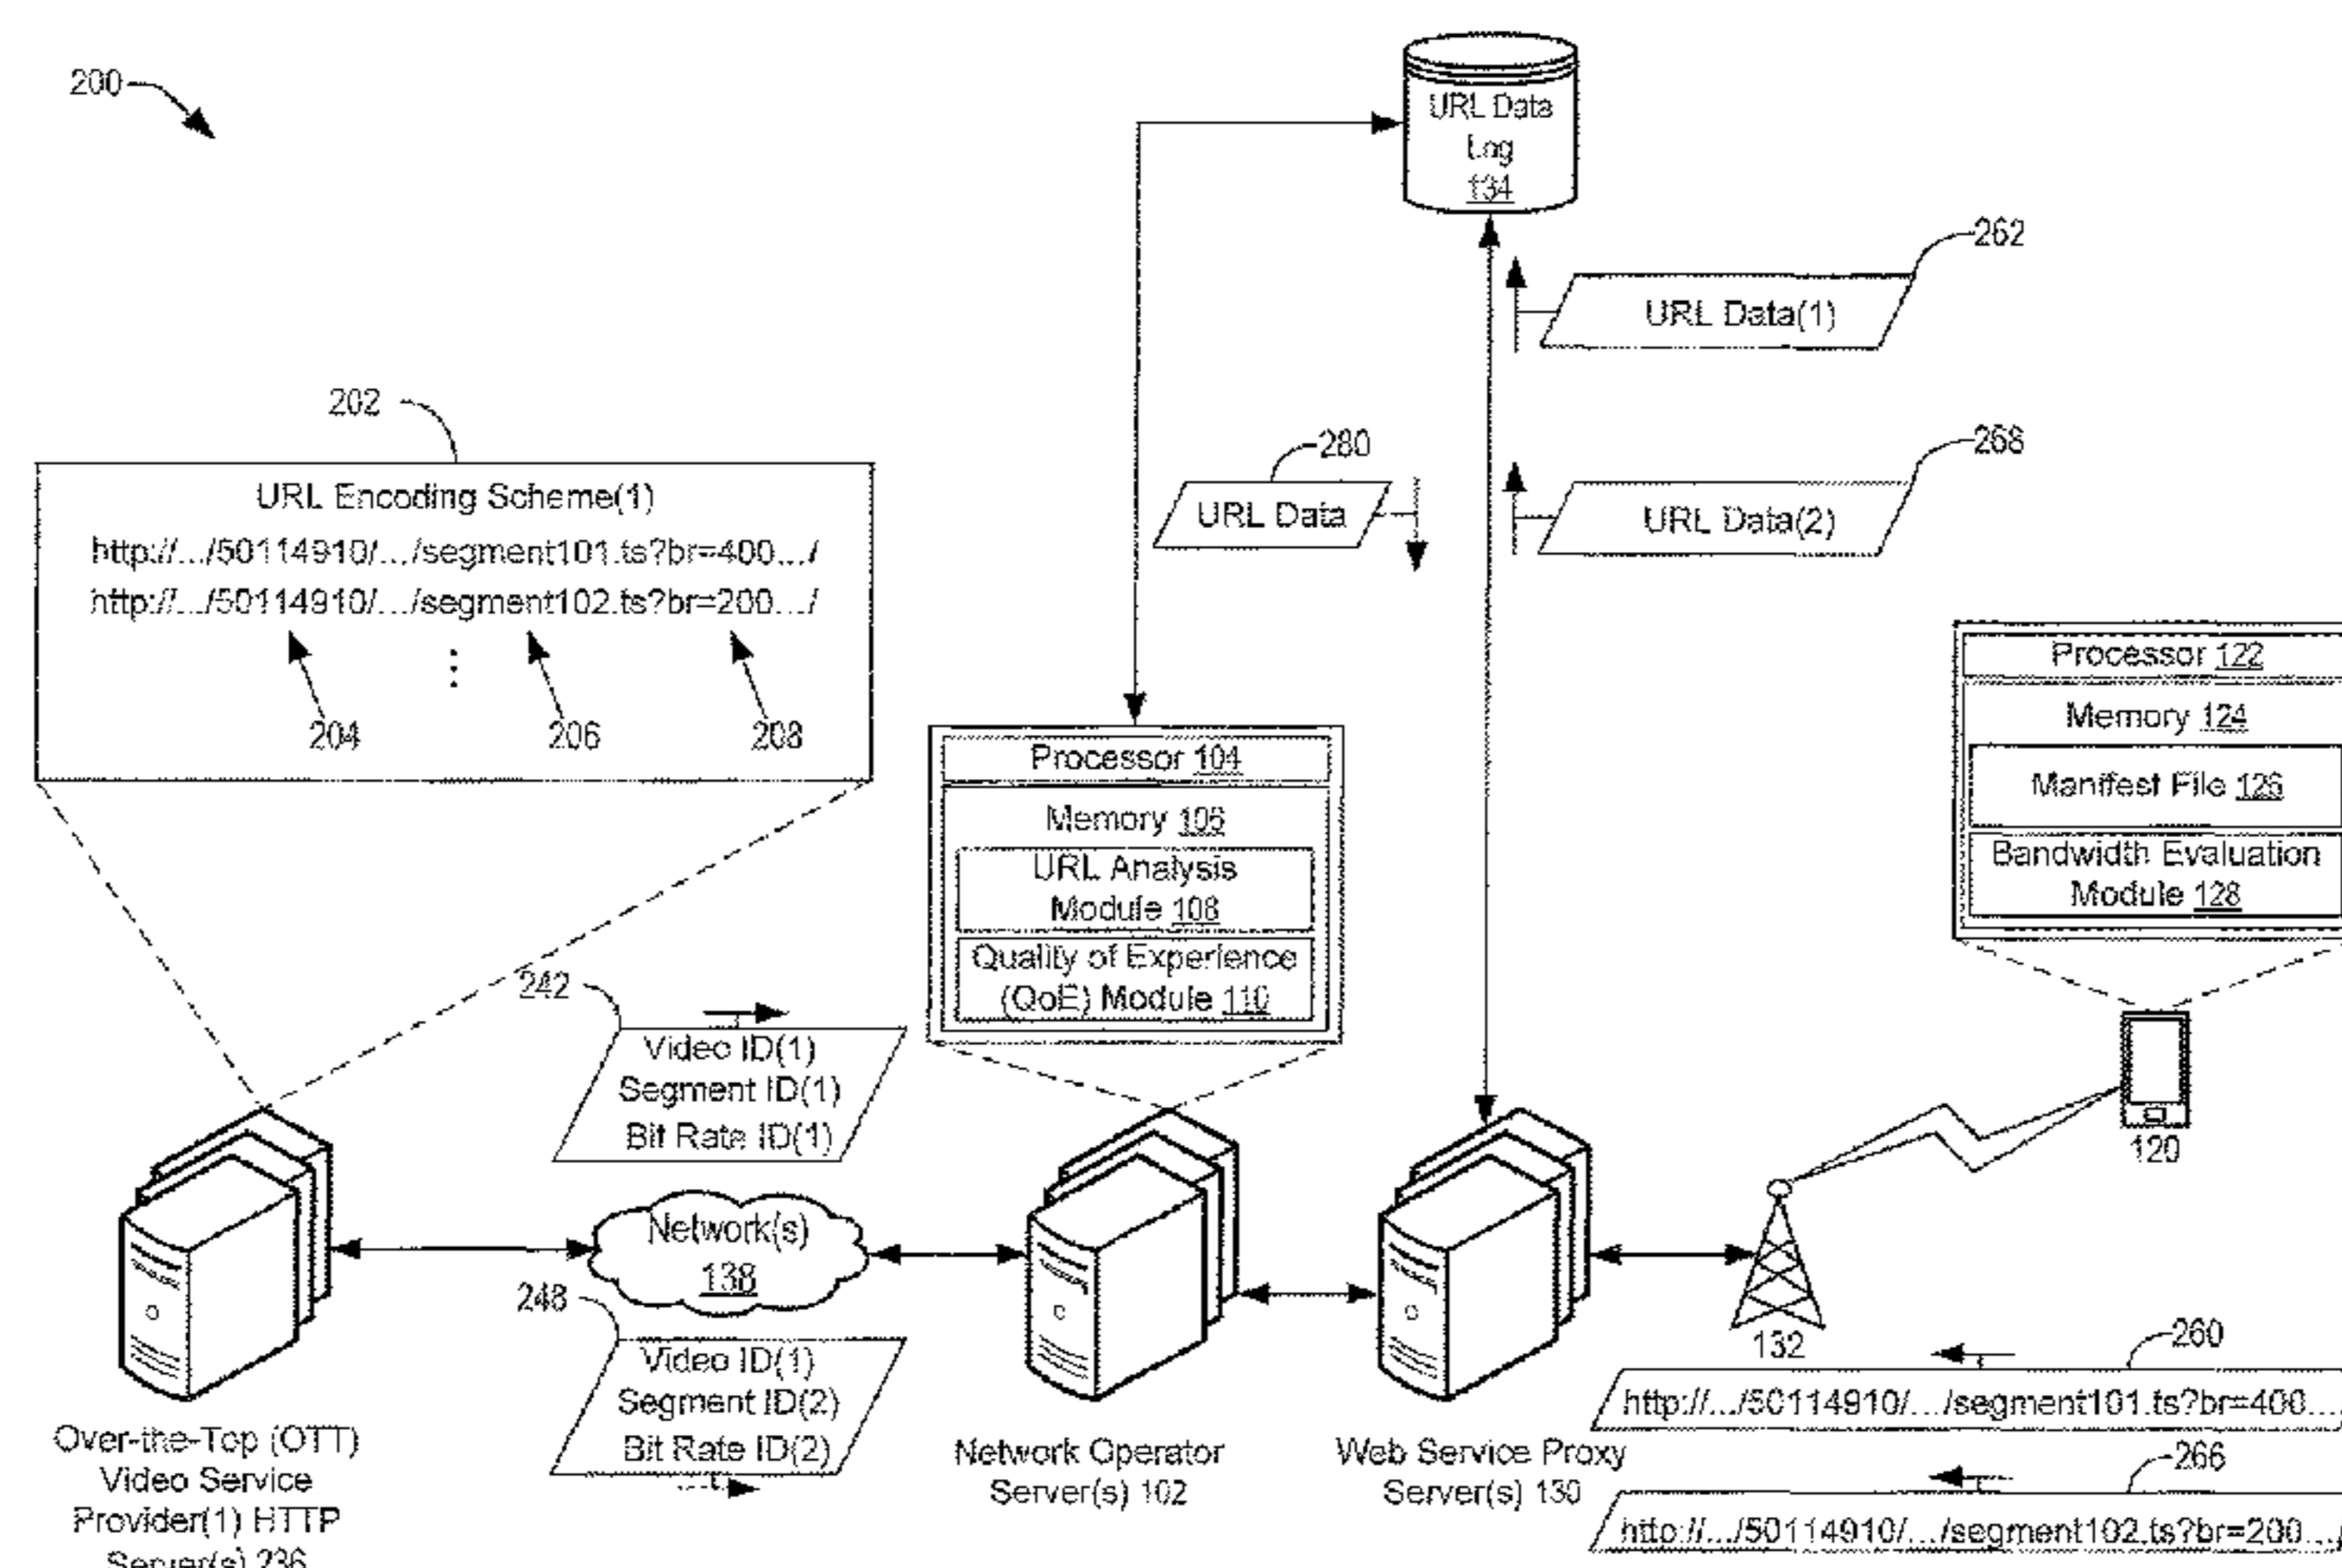 200
URL Data
Log
134
262
URL Data(1)
202
280
268
URL Encoding Scheme(1)
http://.../50114910/.../segment101.ts?br=400.../
http://.../50114910/.../segment102.ts?br=200.../
URL Data
URL Data(2)
204
206
208
Processor 104
Memory 106
URL Analysis
Module 108
Quality of Experience
(QoE) Module 110
Processor 122
Memory 124
Manifest File 126
Bandwidth Evaluation
Module 128
242
Video ID(1)
Segment ID(1)
Bit Rate ID(1)
120
Network(s)
138
248
Video ID(1)
Segment ID(2)
Bit Rate ID(2)
132
260
http://.../50114910/.../segment101.ts?br=400...
266
http://.../50114910/.../segment102.ts?br=200.../
Over-the-Top (OTT)
Video Service
Provider(1) HTTP
Server(s) 236
Network Operator
Server(s) 102
Web Service Proxy
Server(s) 130